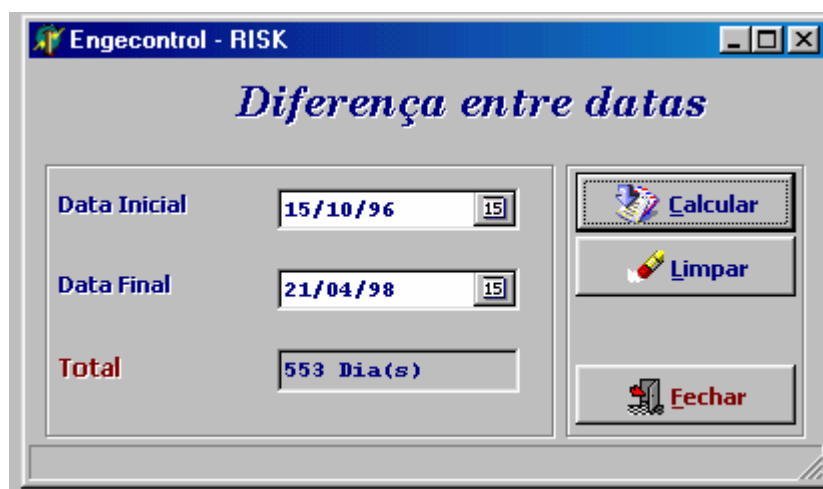 Engecontrol - RISK
Diferença entre datas
Data Inicial
15/10/96
15
Calcular
Data Final
21/04/98
15
Limpar
Total
553 Dia(s)
Fechar